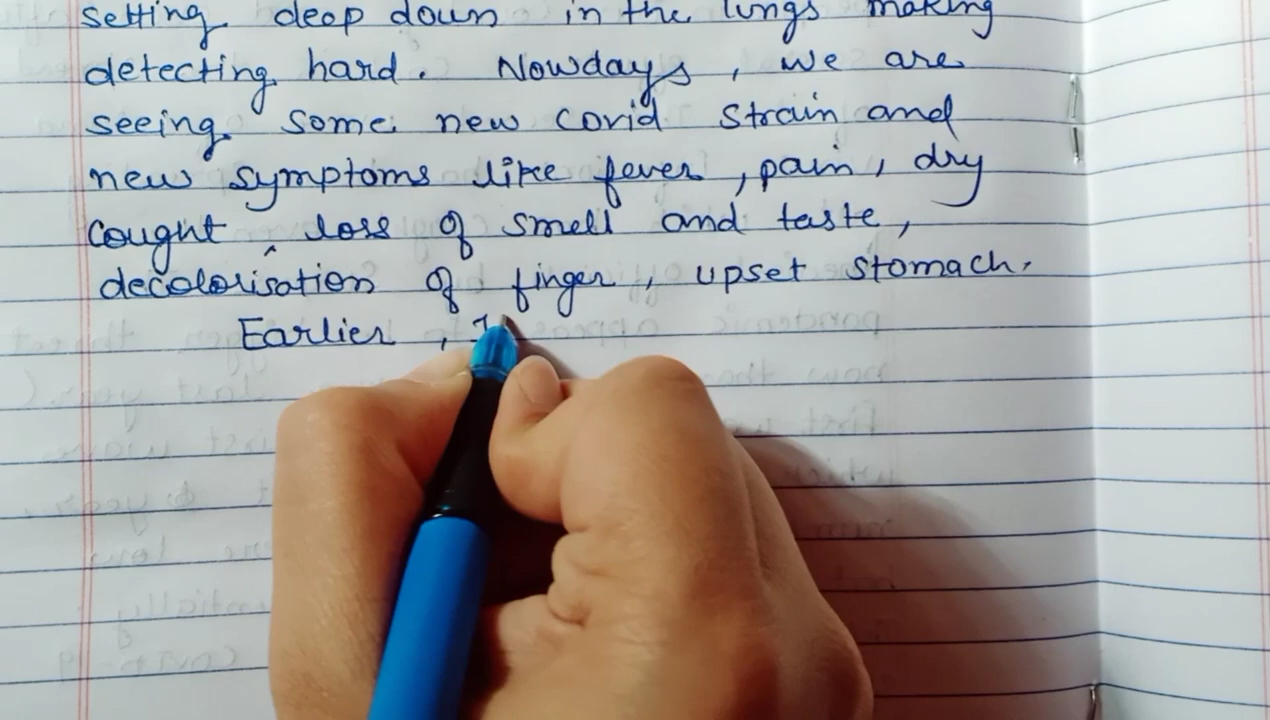 setting deep down in the lungs making
detecting hard. Nowdays, we are
seeing some new covid strain and
new symptoms like fever, pain, dry
cought, loss of smell and taste,
decolorisation of finger, upset stomach.
Earlier,